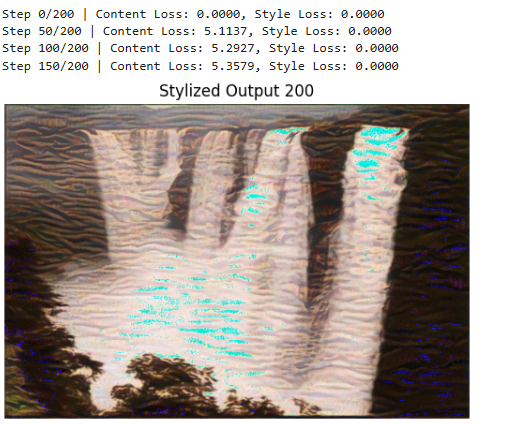 Step 0/200 | Content Loss: 0.0000, Style Loss: 0.0000
Step 50/200 | Content Loss: 5.1137, Style Loss: 0.0000
Step 100/200 | Content Loss: 5.2927, Style Loss: 0.0000
Step 150/200 | Content Loss: 5.3579, Style Loss: 0.0000
Stylized Output 200